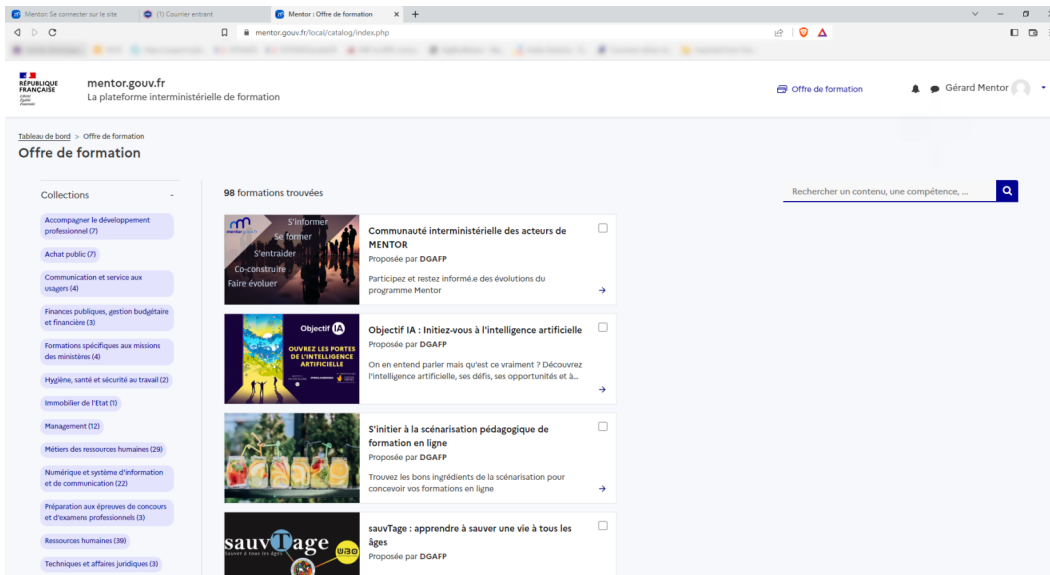 Mentor: Se connecter sur le site
(1) Courrier entrant
Mentor : Offre de formation
mentor.gouv.fr/local/catalog/index.php
RÉPUBLIQUE
FRANÇAISE
Liberté
Égalité
Fraternité
mentor.gouv.fr
La plateforme interministérielle de formation
Offre de formation
Gérard Mentor
Tableau de bord > Offre de formation
Offre de formation
Collections -
Accompagner le développement
professionnel (7)
Achat public (7)
Communication et service aux
usagers (4)
Finances publiques, gestion budgétaire
et financière (3)
Formations spécifiques aux missions
des ministères (4)
Hygiène, santé et sécurité au travail (2)
Immobilier de l'Etat (1)
Management (12)
Métiers des ressources humaines (29)
Numérique et système d'information
et de communication (22)
Préparation aux épreuves de concours
et d'examens professionnels (3)
Ressources humaines (39)
Techniques et affaires juridiques (3)
98 formations trouvées
Rechercher un contenu, une compétence, ...
S'informer
Se former
S'entraider
Co-construire
Faire évoluer
Communauté interministérielle des acteurs de
MENTOR
Proposée par DGAFP
Participez et restez informé.e des évolutions du
programme Mentor
Objectif IA
OUVREZ LES PORTES
DE L'INTELLIGENCE
ARTIFICIELLE
Objectif IA : Initiez-vous à l'intelligence artificielle
Proposée par DGAFP
On en entend parler mais qu'est ce vraiment ? Découvrez
l'intelligence artificielle, ses défis, ses opportunités et à...
S'initier à la scénarisation pédagogique de
formation en ligne
Proposée par DGAFP
Trouvez les bons ingrédients de la scénarisation pour
concevoir vos formations en ligne
sauvTage
Sauver à tous les âges
sauvTage : apprendre à sauver une vie à tous les
âges
Proposée par DGAFP